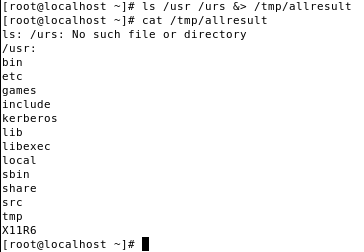 [root@localhost ~]# ls /usr /urs &> /tmp/allresult
[root@localhost ~]# cat /tmp/allresult
ls: /urs: No such file or directory
/usr:
bin
etc
games
include
kerberos
lib
libexec
local
sbin
share
src
tmp
X11R6
[root@localhost ~]#